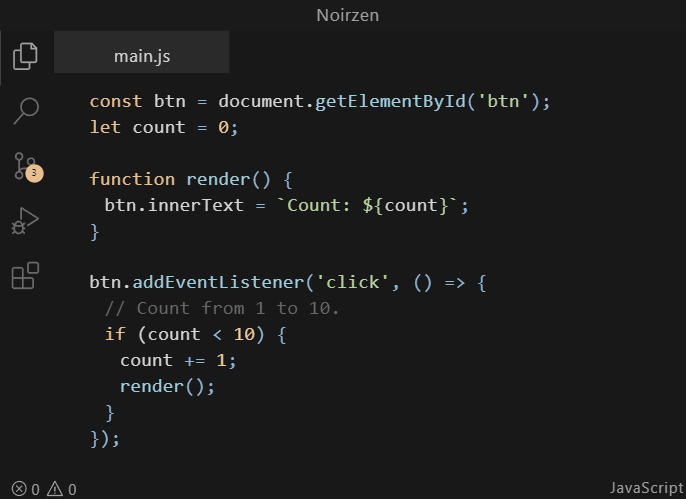 Noirzen
main.js
const btn = document.getElementById('btn');
let count = 0;
function render() {
btn.innerText = `Count: ${count}`;
}
btn.addEventListener('click', () => {
// Count from 1 to 10.
if (count < 10) {
count += 1;
render();
}
});
3
0 0
JavaScript